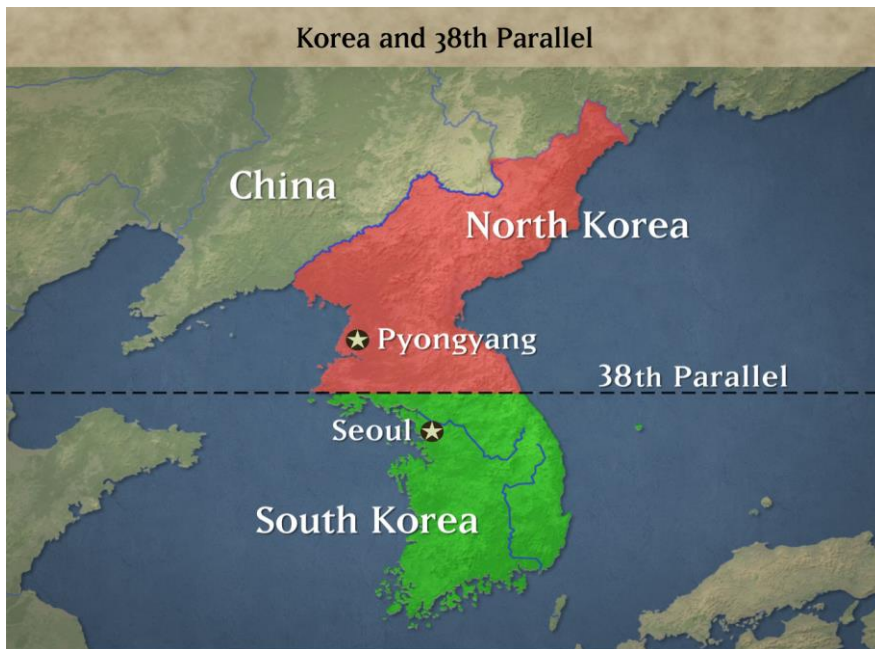 Korea and 38th Parallel
China
North Korea
Pyongyang
38th Parallel
Seoul
South Korea